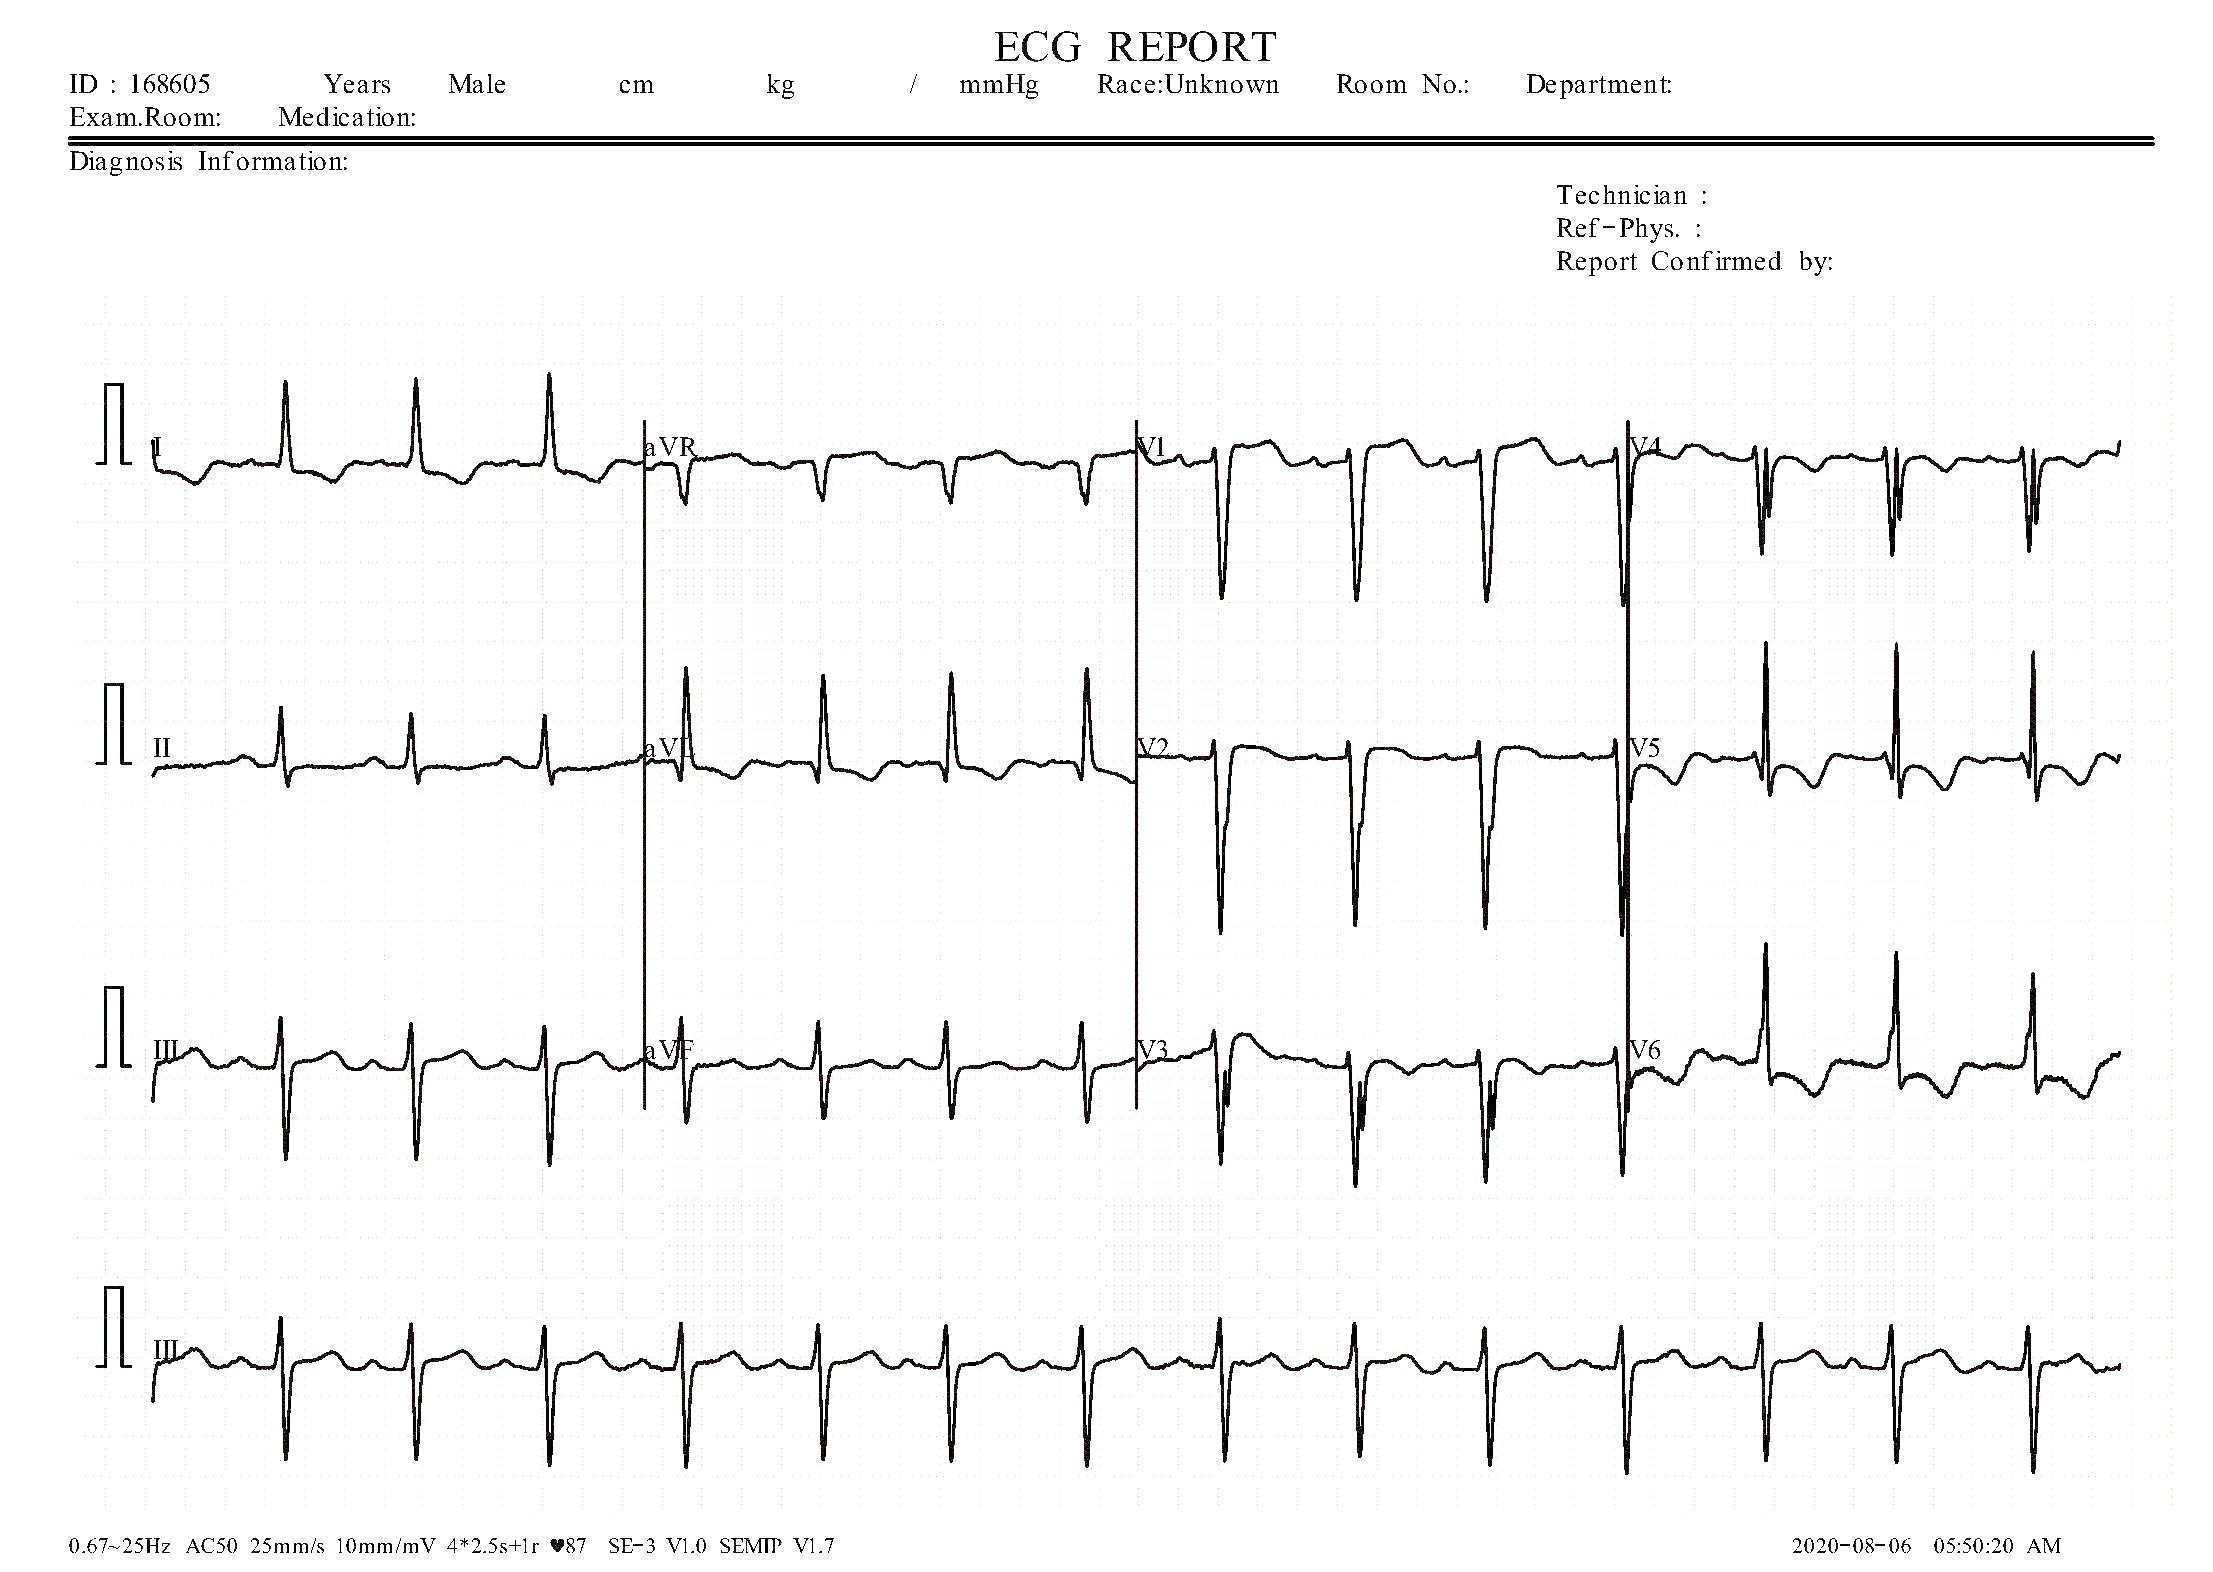 ECG REPORT
ID : 168605 Years Male cm kg / mmHg Race:Unknown Room No.: Department:
Exam.Room: Medication:
Diagnosis Information:
Technician :
Ref-Phys. :
Report Confirmed by:
I aVR V1 V4
II aVL V2 V5
III aVF V3 V6
III
0.67~25Hz AC50 25mm/s 10mm/mV 4*2.5s+1r ♥87 SE-3 V1.0 SEMIP V1.7 2020-08-06 05:50:20 AM